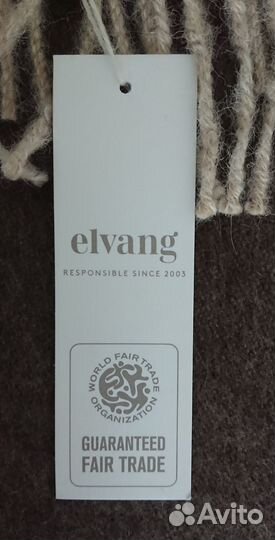 elvang
RESPONSIBLE SINCE 2003
WORLD FAIR TRADE
ORGANIZATION
GUARANTEED
FAIR TRADE
Avito